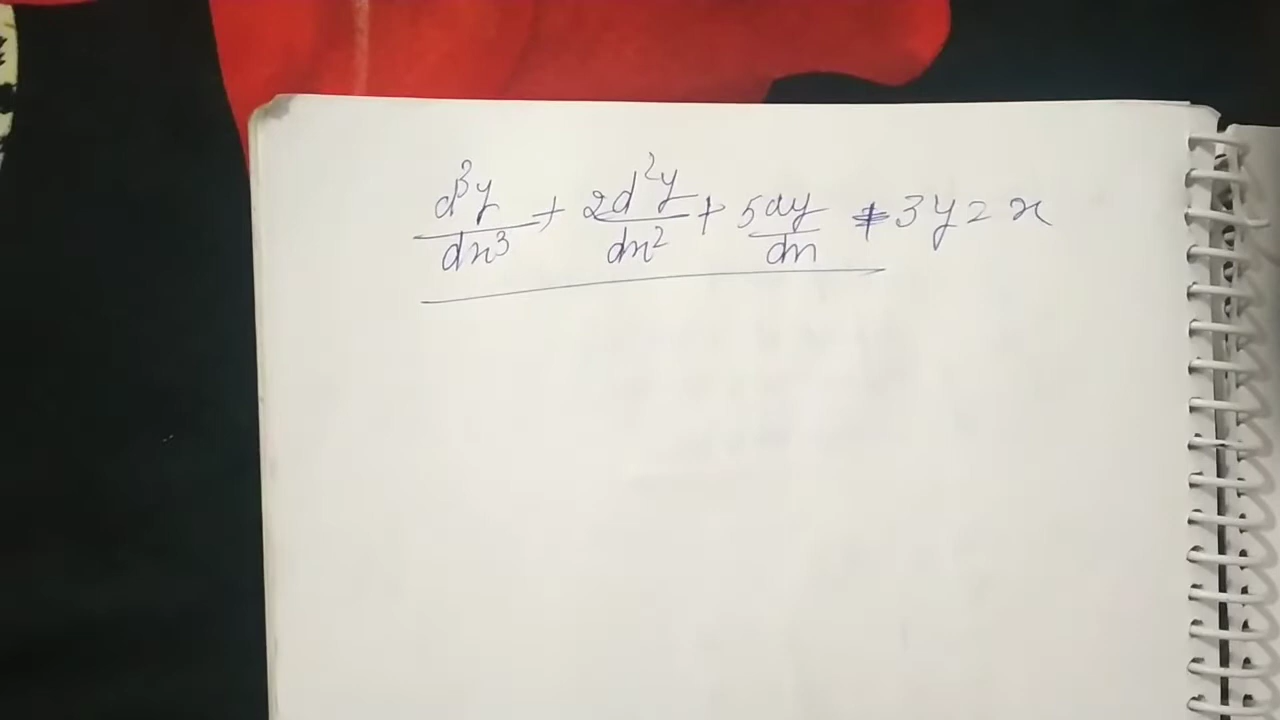 d³y/dx³ + 2d²y/dx² + 5dy/dx + 3y = x